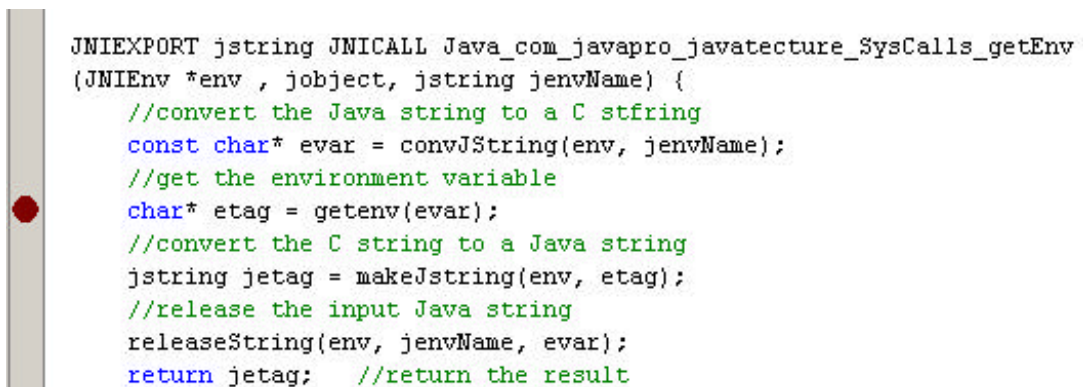 JNIEXPORT jstring JNICALL Java_com_javapro_javatecture_SysCalls_getEnv
(JNIEnv *env , jobject, jstring jenvName) {
//convert the Java string to a C stfring
const char* evar = convJString(env, jenvName);
//get the environment variable
char* etag = getenv(evar);
//convert the C string to a Java string
jstring jetag = makeJstring(env, etag);
//release the input Java string
releaseString(env, jenvName, evar);
return jetag;   //return the result